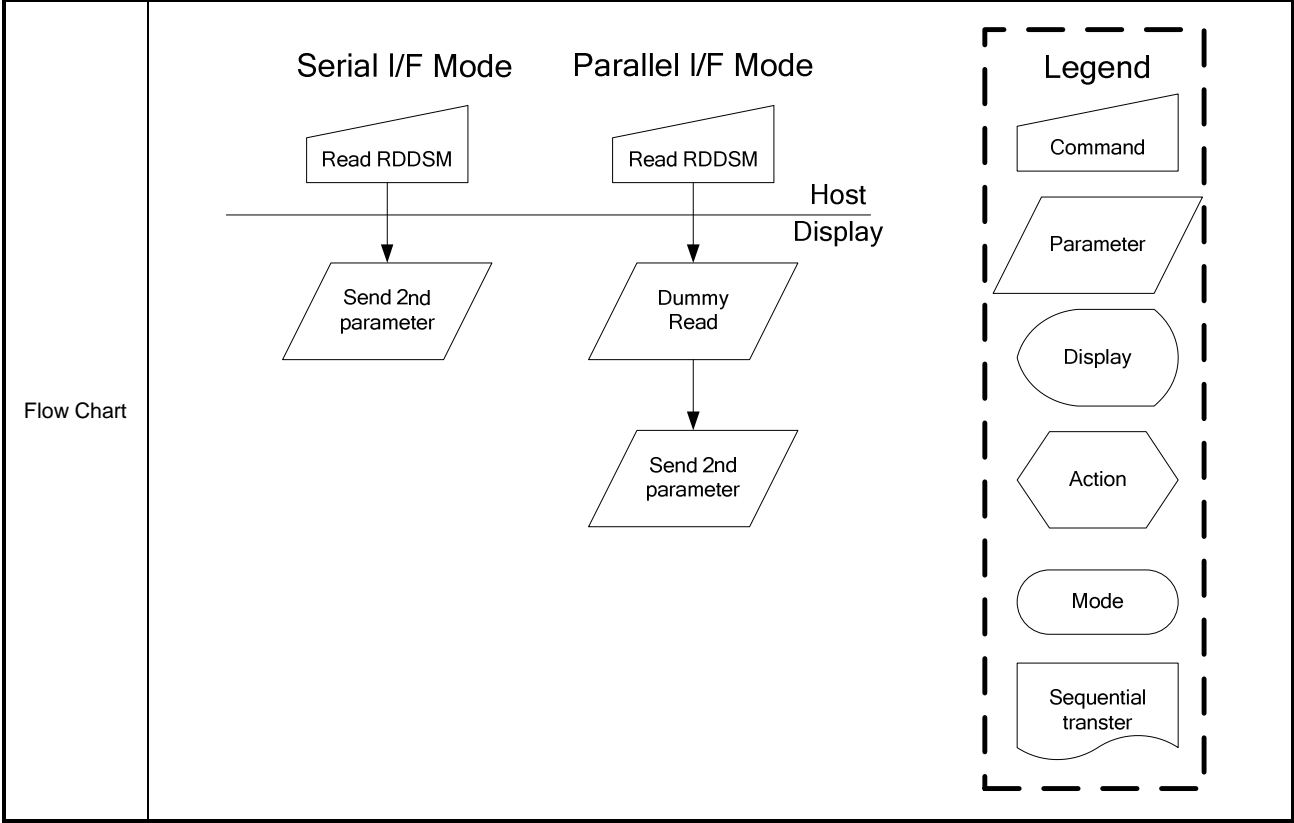 Flow Chart
Serial I/F Mode
Parallel I/F Mode
Read RDDSM
Read RDDSM
Host
Display
Send 2nd
parameter
Dummy
Read
Send 2nd
parameter
Legend
Command
Parameter
Display
Action
Mode
Sequential
transter